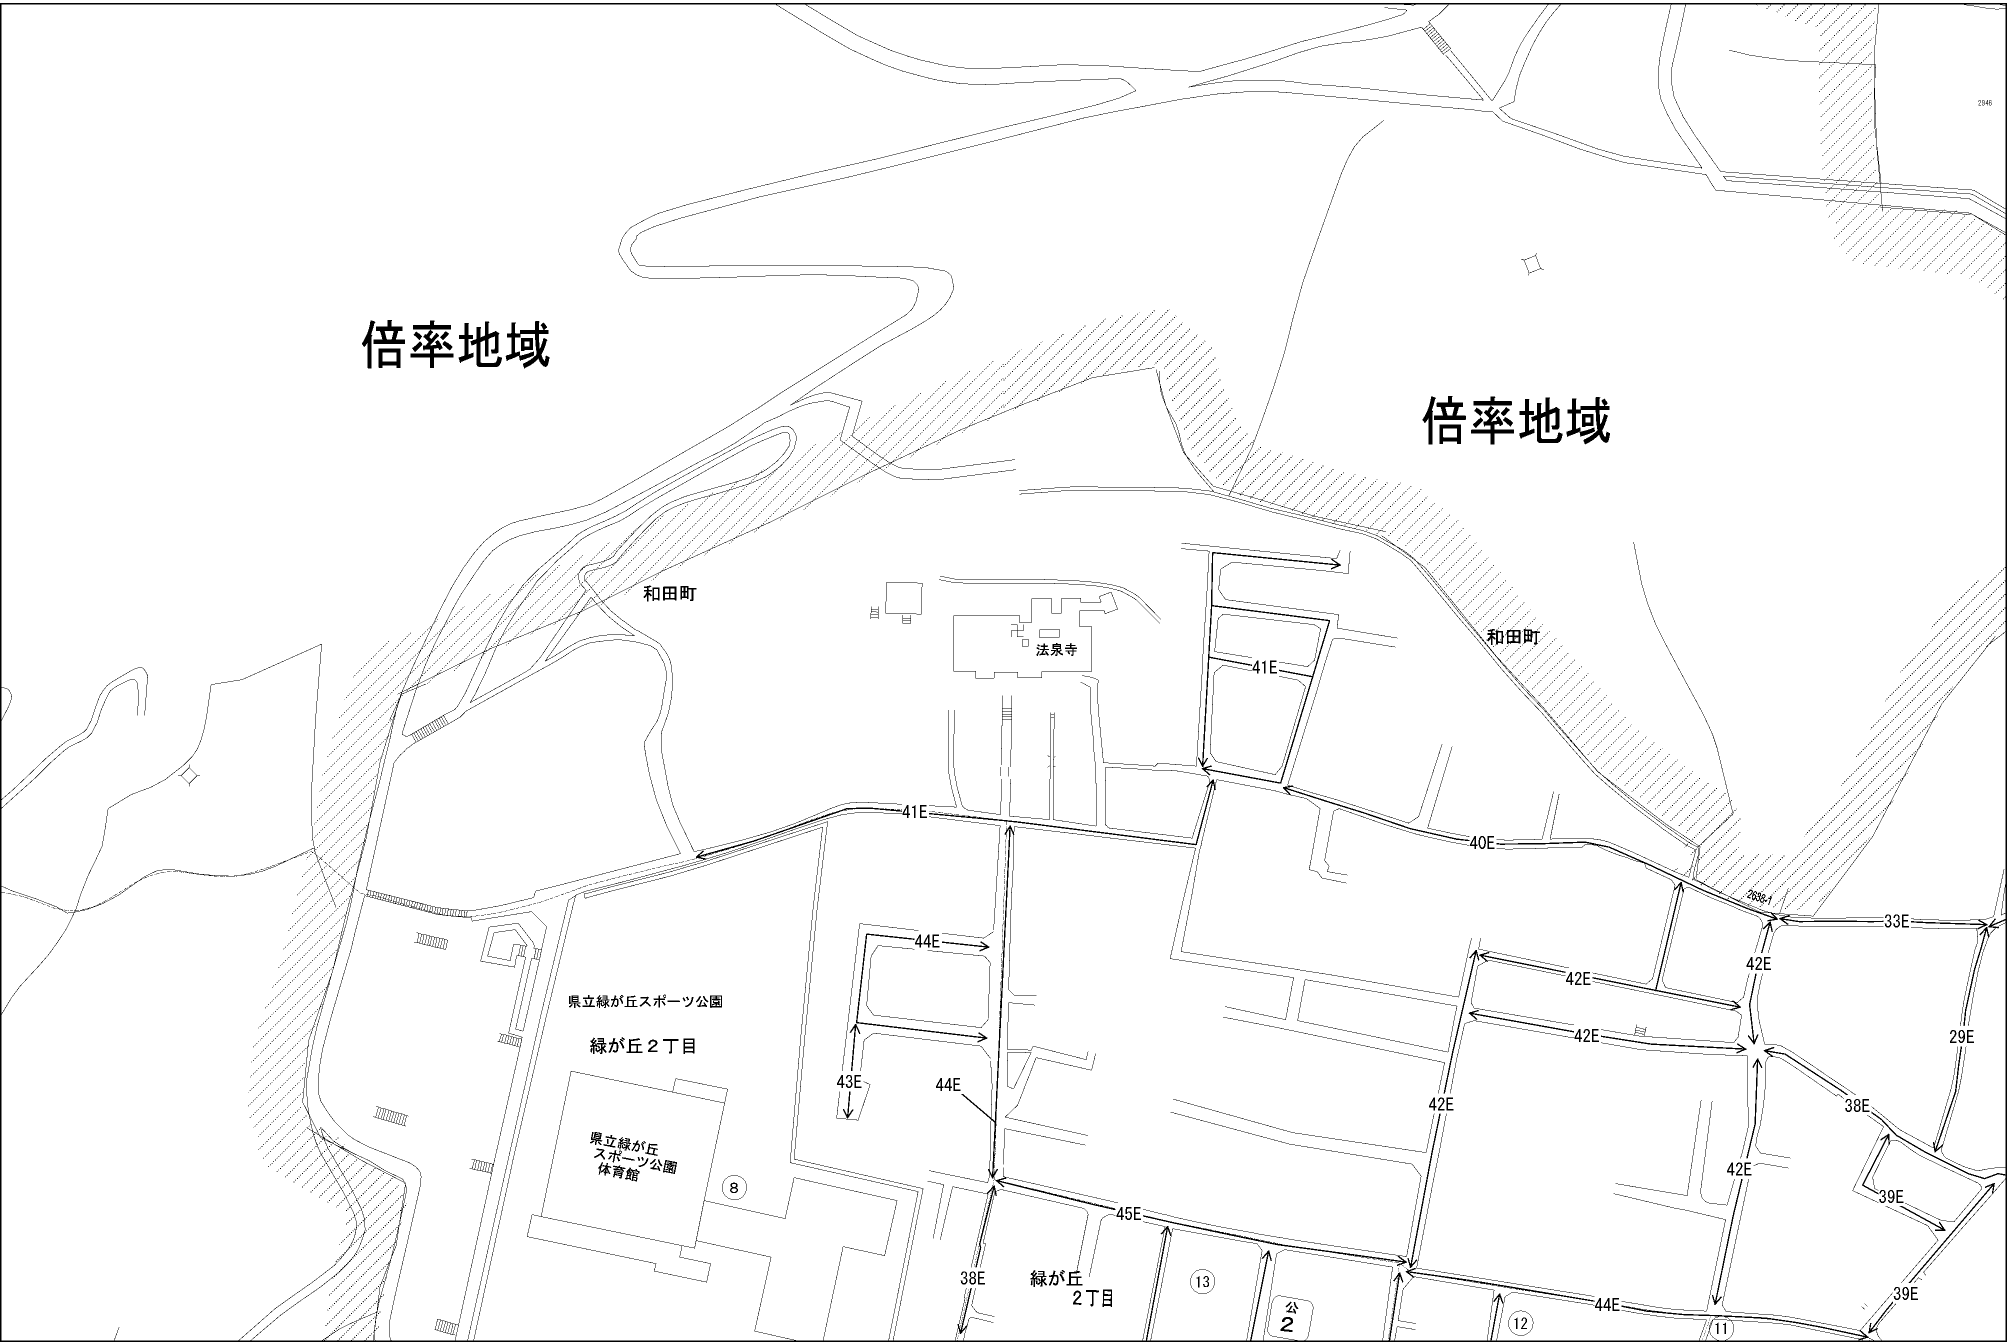 2946
倍率地域
倍率地域
和田町
和田町
法泉寺
41E
41E
40E
2638-1
33E
44E
42E
42E
県立緑が丘スポーツ公園
緑が丘2丁目
42E
29E
43E
44E
42E
38E
県立緑が丘
スポーツ公園
体育館
8
42E
39E
45E
38E
緑が丘
2丁目
13
39E
44E
公
2
12
11